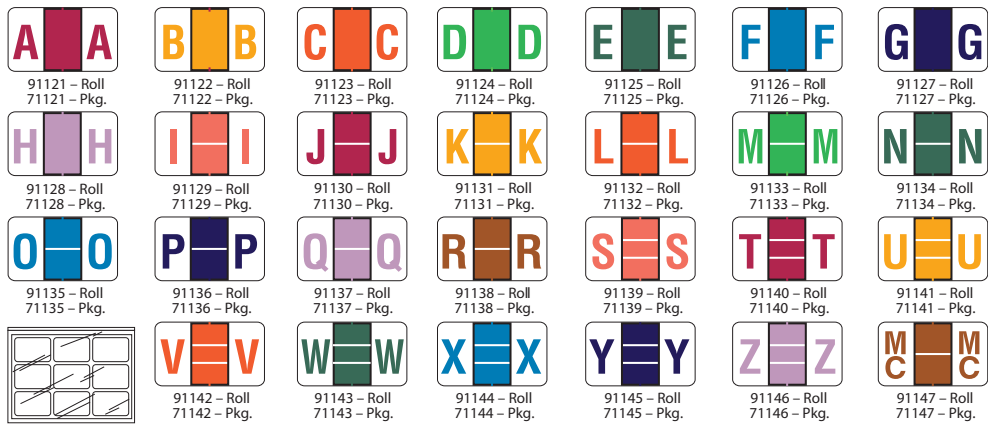 A A B B C C D D E E F F G G
91121 – Roll 91122 – Roll 91123 – Roll 91124 – Roll 91125 – Roll 91126 – Roll 91127 – Roll
71121 – Pkg. 71122 – Pkg. 71123 – Pkg. 71124 – Pkg. 71125 – Pkg. 71126 – Pkg. 71127 – Pkg.
H H I I J J K K L L M M N N
91128 – Roll 91129 – Roll 91130 – Roll 91131 – Roll 91132 – Roll 91133 – Roll 91134 – Roll
71128 – Pkg. 71129 – Pkg. 71130 – Pkg. 71131 – Pkg. 71132 – Pkg. 71133 – Pkg. 71134 – Pkg.
O O P P Q Q R R S S T T U U
91135 – Roll 91136 – Roll 91137 – Roll 91138 – Roll 91139 – Roll 91140 – Roll 91141 – Roll
71135 – Pkg. 71136 – Pkg. 71137 – Pkg. 71138 – Pkg. 71139 – Pkg. 71140 – Pkg. 71141 – Pkg.
V V W W X X Y Y Z Z M M
C C
91142 – Roll 91143 – Roll 91144 – Roll 91145 – Roll 91146 – Roll 91147 – Roll
71142 – Pkg. 71143 – Pkg. 71144 – Pkg. 71145 – Pkg. 71146 – Pkg. 71147 – Pkg.